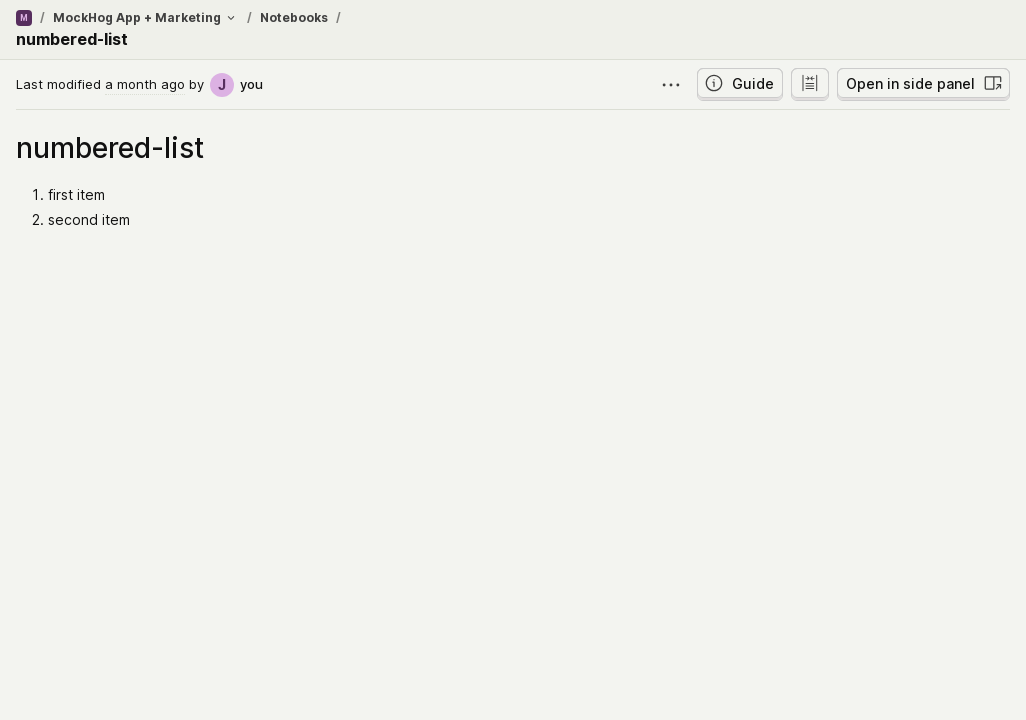 M / MockHog App + Marketing / Notebooks /
numbered-list
Last modified a month ago by J you
Guide
Open in side panel
numbered-list
1. first item
2. second item